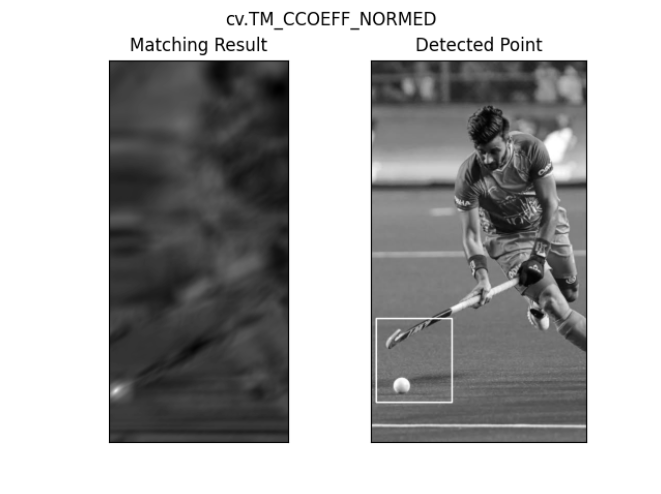 cv.TM_CCOEFF_NORMED
Matching Result
Detected Point